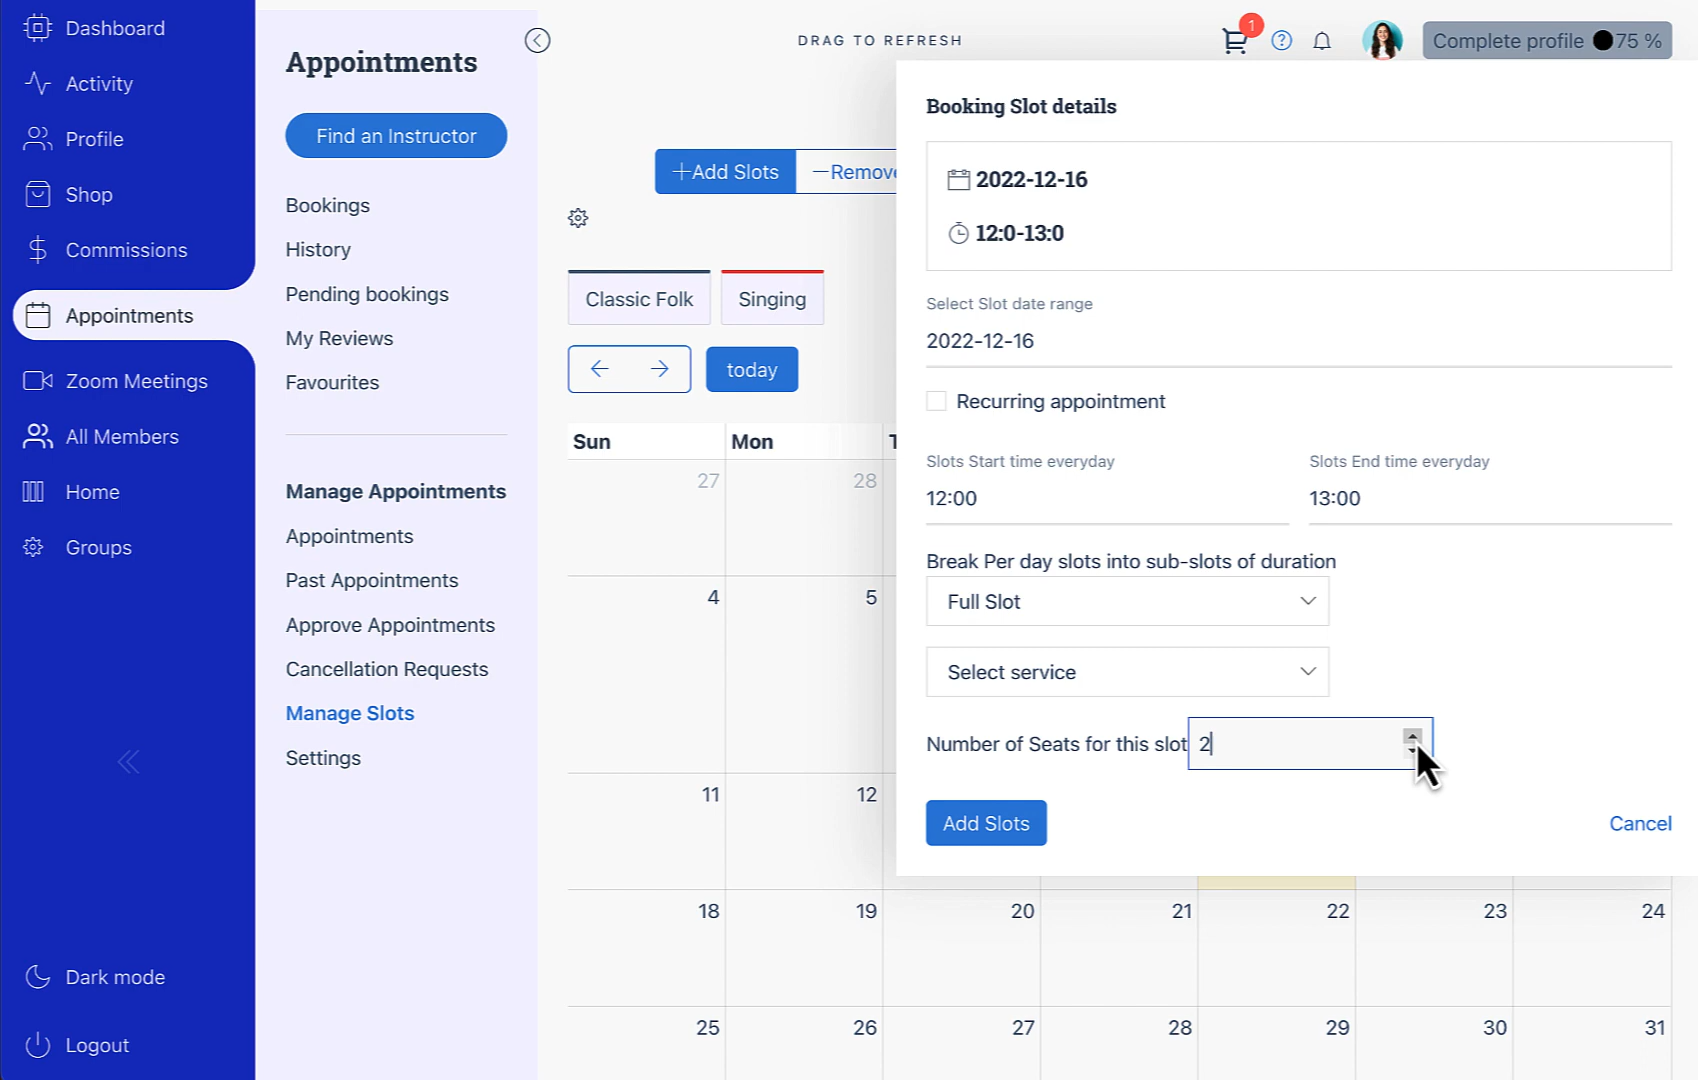 Dashboard
Activity
Profile
Shop
Commissions
Appointments
Zoom Meetings
All Members
Home
Groups
Dark mode
Logout
Appointments
Find an Instructor
Bookings
History
Pending bookings
My Reviews
Favourites
Manage Appointments
Appointments
Past Appointments
Approve Appointments
Cancellation Requests
Manage Slots
Settings
DRAG TO REFRESH
1
Complete profile 75 %
+Add Slots
−Remove
Classic Folk
Singing
today
Sun Mon T
27 28
4 5
11 12
18 19 20 21 22 23 24
25 26 27 28 29 30 31
Booking Slot details
2022-12-16
12:0-13:0
Select Slot date range
2022-12-16
Recurring appointment
Slots Start time everyday Slots End time everyday
12:00 13:00
Break Per day slots into sub-slots of duration
Full Slot
Select service
Number of Seats for this slot 2
Add Slots
Cancel